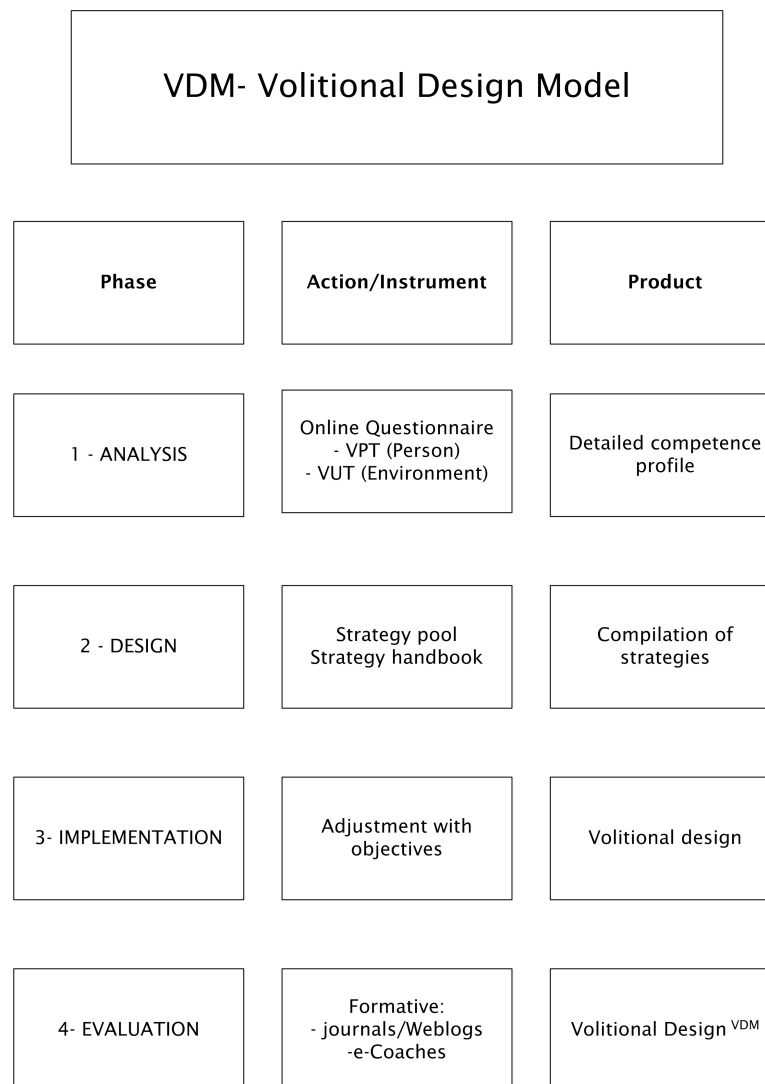 VDM- Volitional Design Model
Phase
Action/Instrument
Product
1 - ANALYSIS
Online Questionnaire
- VPT (Person)
- VUT (Environment)
Detailed competence
profile
2 - DESIGN
Strategy pool
Strategy handbook
Compilation of
strategies
3- IMPLEMENTATION
Adjustment with
objectives
Volitional design
4- EVALUATION
Formative:
- journals/Weblogs
-e-Coaches
Volitional Design VDM